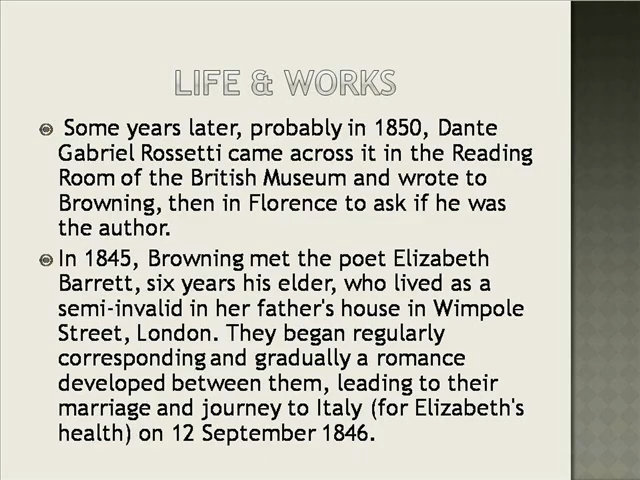 LIFE & WORKS
Some years later, probably in 1850, Dante
Gabriel Rossetti came across it in the Reading
Room of the British Museum and wrote to
Browning, then in Florence to ask if he was
the author.
In 1845, Browning met the poet Elizabeth
Barrett, six years his elder, who lived as a
semi-invalid in her father's house in Wimpole
Street, London. They began regularly
corresponding and gradually a romance
developed between them, leading to their
marriage and journey to Italy (for Elizabeth's
health) on 12 September 1846.